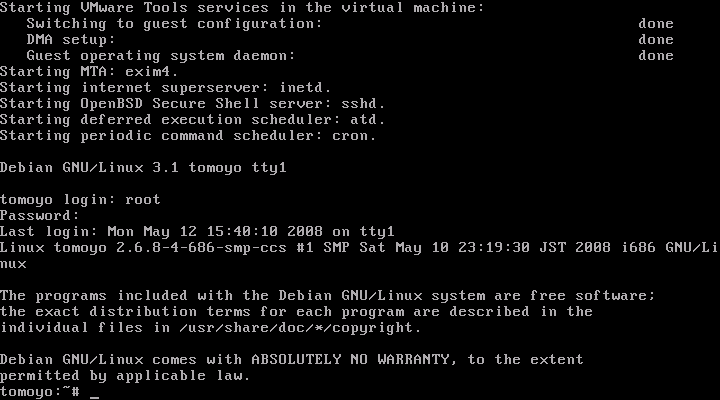 Starting VMware Tools services in the virtual machine:
   Switching to guest configuration:                                       done
   DMA setup:                                                              done
   Guest operating system daemon:                                          done
Starting MTA: exim4.
Starting internet superserver: inetd.
Starting OpenBSD Secure Shell server: sshd.
Starting deferred execution scheduler: atd.
Starting periodic command scheduler: cron.

Debian GNU/Linux 3.1 tomoyo tty1

tomoyo login: root
Password:
Last login: Mon May 12 15:40:10 2008 on tty1
Linux tomoyo 2.6.8-4-686-smp-ccs #1 SMP Sat May 10 23:19:30 JST 2008 i686 GNU/Li
nux

The programs included with the Debian GNU/Linux system are free software;
the exact distribution terms for each program are described in the
individual files in /usr/share/doc/*/copyright.

Debian GNU/Linux comes with ABSOLUTELY NO WARRANTY, to the extent
permitted by applicable law.
tomoyo:~# _